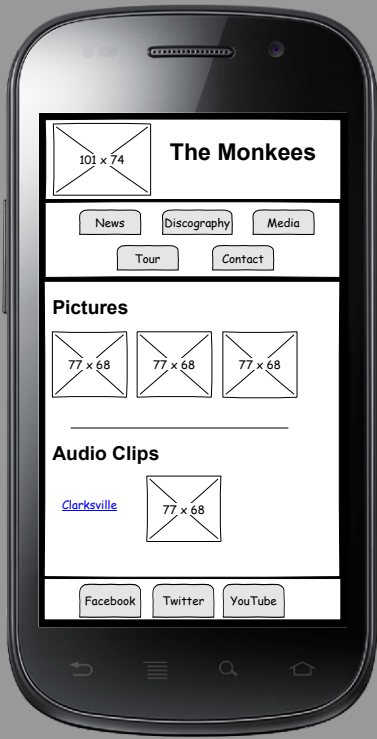 101 x 74
The Monkees
News Discography Media
Tour Contact
Pictures
77 x 68 77 x 68 77 x 68
Audio Clips
Clarksville 77 x 68
Facebook Twitter YouTube